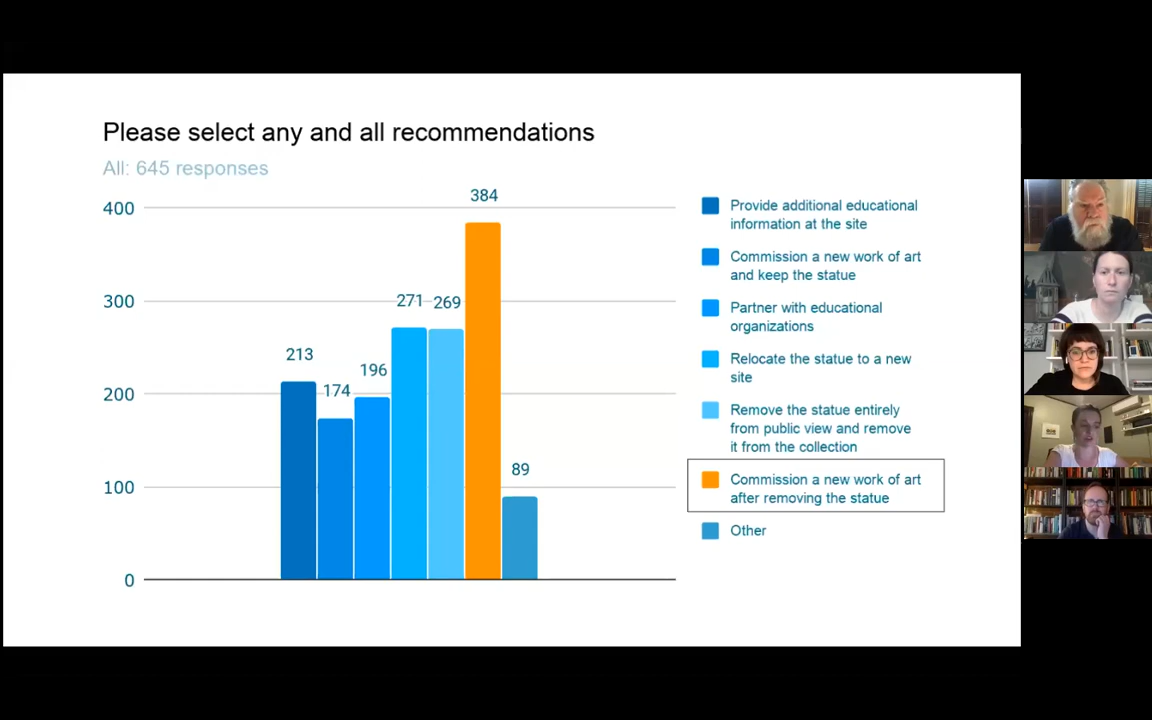 Please select any and all recommendations
All: 645 responses
400
300
200
100
0
213
174
196
271
269
384
89
Provide additional educational
information at the site
Commission a new work of art
and keep the statue
Partner with educational
organizations
Relocate the statue to a new
site
Remove the statue entirely
from public view and remove
it from the collection
Commission a new work of art
after removing the statue
Other